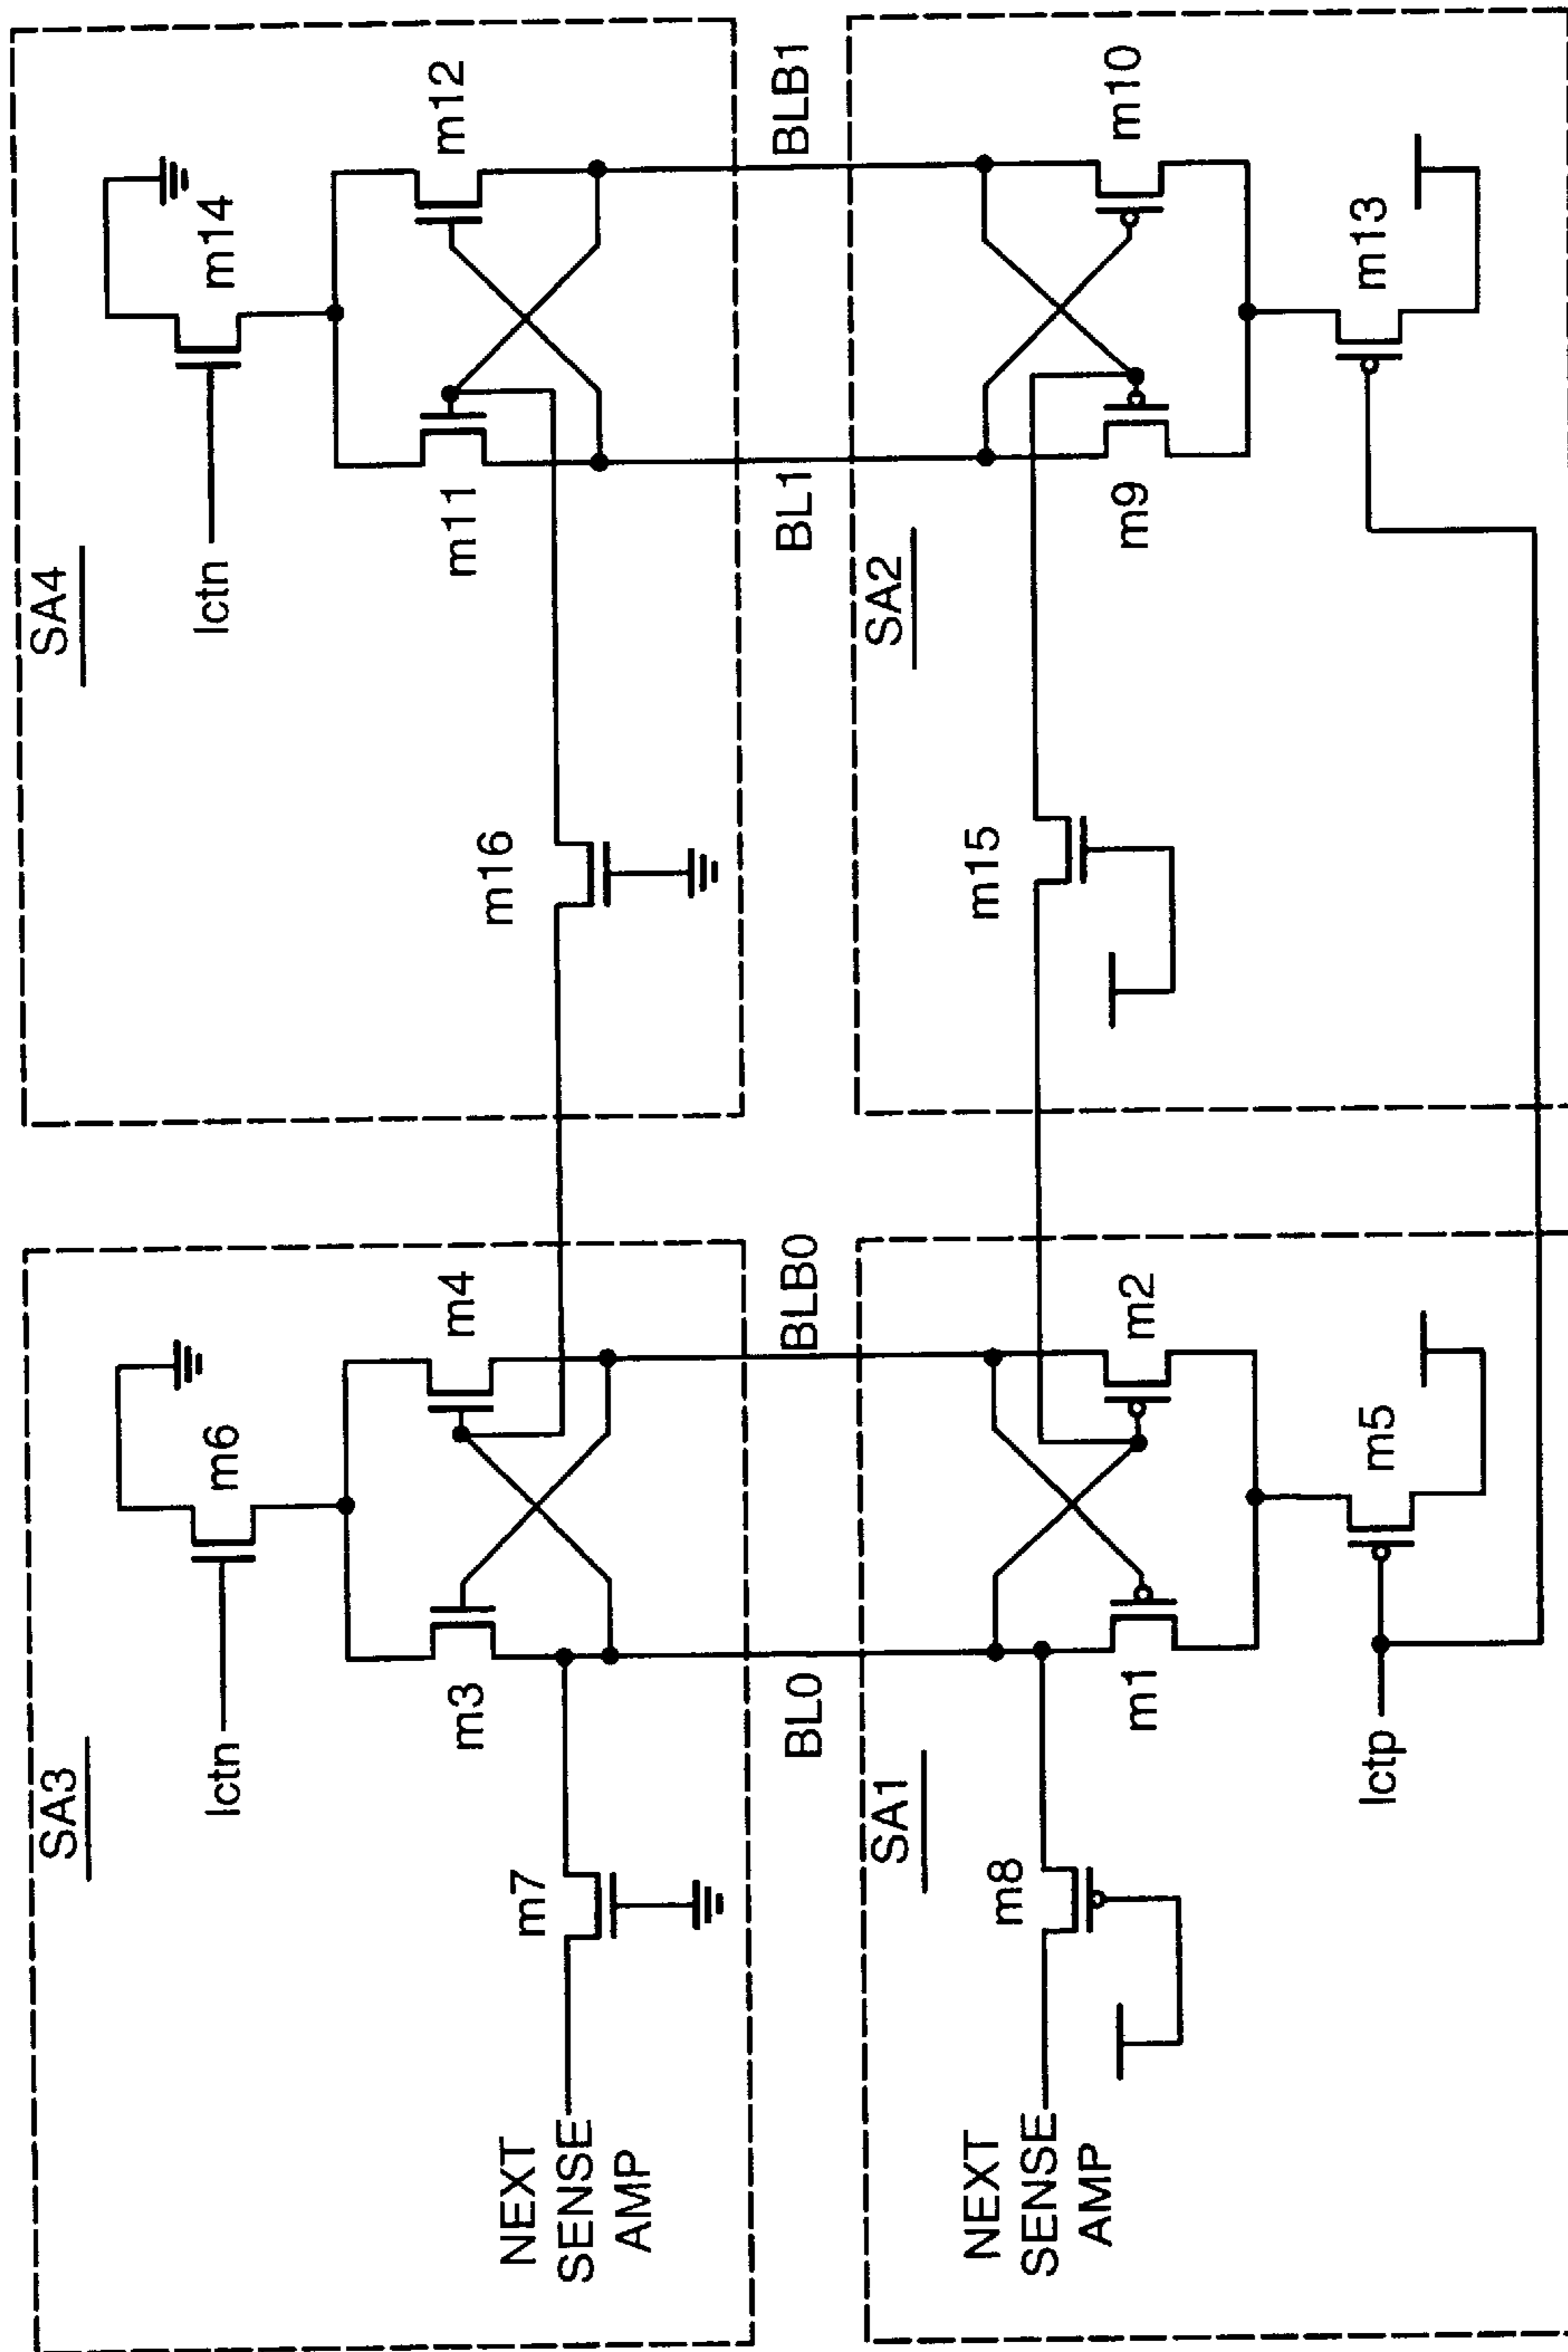 SA4
lctn
m14
m12
m11
m16
BL1
BLB1
SA2
m10
m9
m15
m13
SA3
lctn
m6
m4
m3
m7
NEXT
SENSE
AMP
BL0
BLB0
SA1
m2
m1
m8
m5
lctp
NEXT
SENSE
AMP